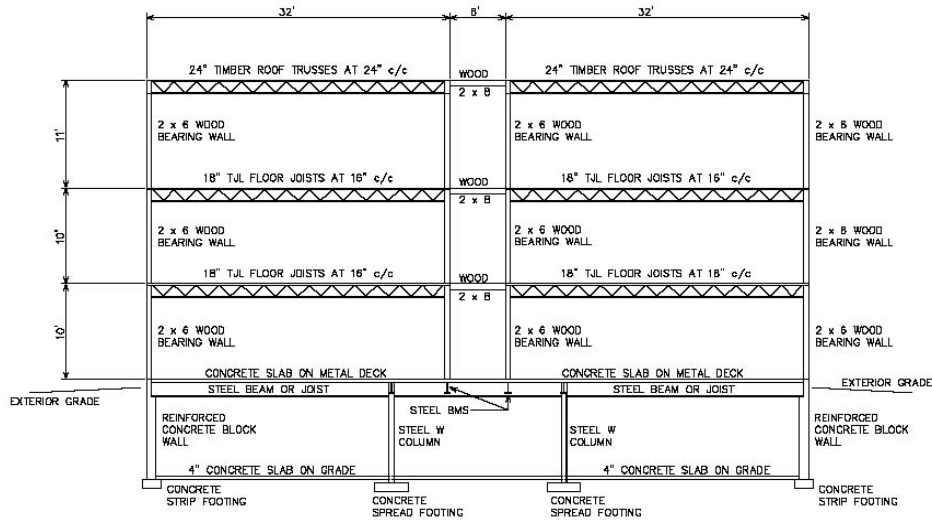 32'
8'
32'
24" TIMBER ROOF TRUSSES AT 24" c/c
WOOD
2 x 8
24" TIMBER ROOF TRUSSES AT 24" c/c
11'
2 x 6 WOOD
BEARING WALL
2 x 6 WOOD
BEARING WALL
2 x 6 WOOD
BEARING WALL
18" TJL FLOOR JOISTS AT 16" c/c
WOOD
2 x 8
18" TJL FLOOR JOISTS AT 16" c/c
10"
2 x 6 WOOD
BEARING WALL
2 x 6 WOOD
BEARING WALL
2 x 6 WOOD
BEARING WALL
18" TJL FLOOR JOISTS AT 16" c/c
WOOD
2 x 8
18" TJL FLOOR JOISTS AT 16" c/c
10'
2 x 6 WOOD
BEARING WALL
2 x 6 WOOD
BEARING WALL
2 x 6 WOOD
BEARING WALL
CONCRETE SLAB ON METAL DECK
CONCRETE SLAB ON METAL DECK
EXTERIOR GRADE
STEEL BEAM OR JOIST
STEEL BEAM OR JOIST
EXTERIOR GRADE
STEEL BMS
REINFORCED
CONCRETE BLOCK
WALL
STEEL W
COLUMN
STEEL W
COLUMN
REINFORCED
CONCRETE BLOCK
WALL
4" CONCRETE SLAB ON GRADE
4" CONCRETE SLAB ON GRADE
CONCRETE
STRIP FOOTING
CONCRETE
SPREAD FOOTING
CONCRETE
SPREAD FOOTING
CONCRETE
STRIP FOOTING